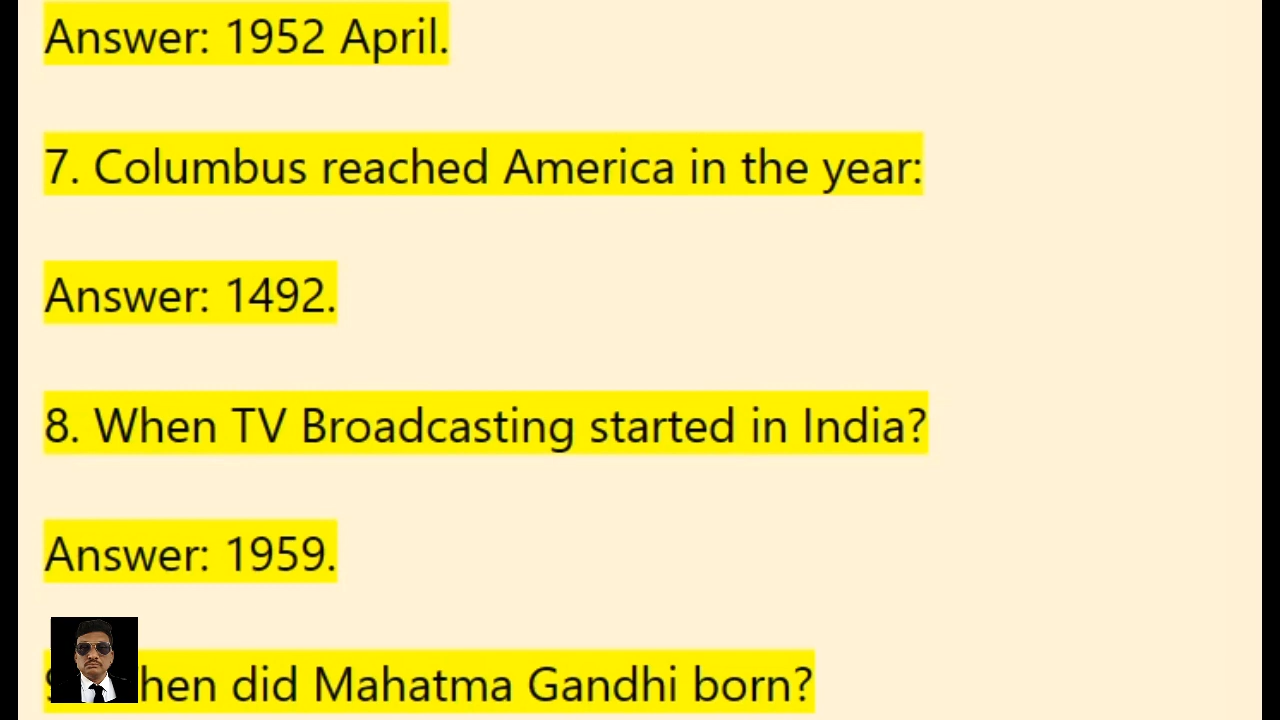 Answer: 1952 April.
7. Columbus reached America in the year:
Answer: 1492.
8. When TV Broadcasting started in India?
Answer: 1959.
did Mahatma Gandhi born?